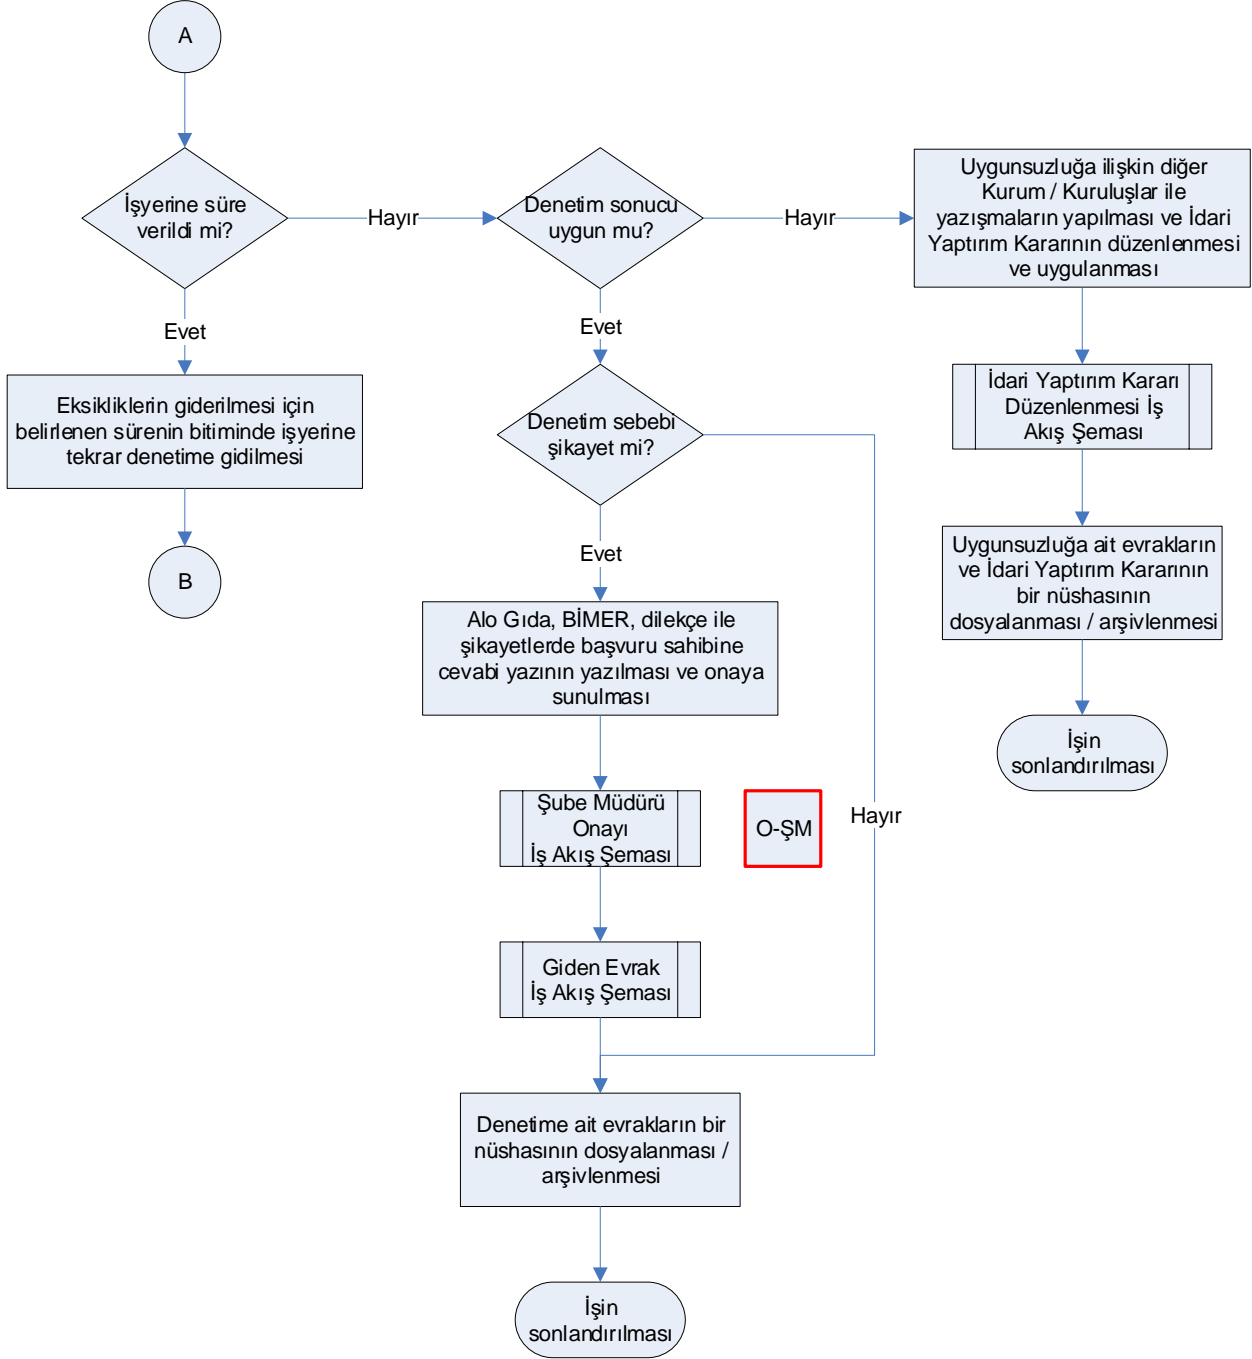 A
İşyerine süre
verildi mi?
Hayır
Denetim sonucu
uygun mu?
Hayır
Uygunsuzluğa ilişkin diğer
Kurum / Kuruluşlar ile
yazışmaların yapılması ve İdari
Yaptırım Kararının düzenlenmesi
ve uygulanması
Evet
Evet
Eksikliklerin giderilmesi için
belirlenen sürenin bitiminde işyerine
tekrar denetime gidilmesi
Denetim sebebi
şikayet mi?
İdari Yaptırım Kararı
Düzenlenmesi İş
Akış Şeması
B
Evet
Uygunsuzluğa ait evrakların
ve İdari Yaptırım Kararının
bir nüshasının
dosyalanması / arşivlenmesi
Alo Gıda, BİMER, dilekçe ile
şikayetlerde başvuru sahibine
cevabi yazının yazılması ve onaya
sunulması
İşin
sonlandırılması
Şube Müdürü
Onayı
İş Akış Şeması
O-ŞM
Hayır
Giden Evrak
İş Akış Şeması
Denetime ait evrakların bir
nüshasının dosyalanması /
arşivlenmesi
İşin
sonlandırılması